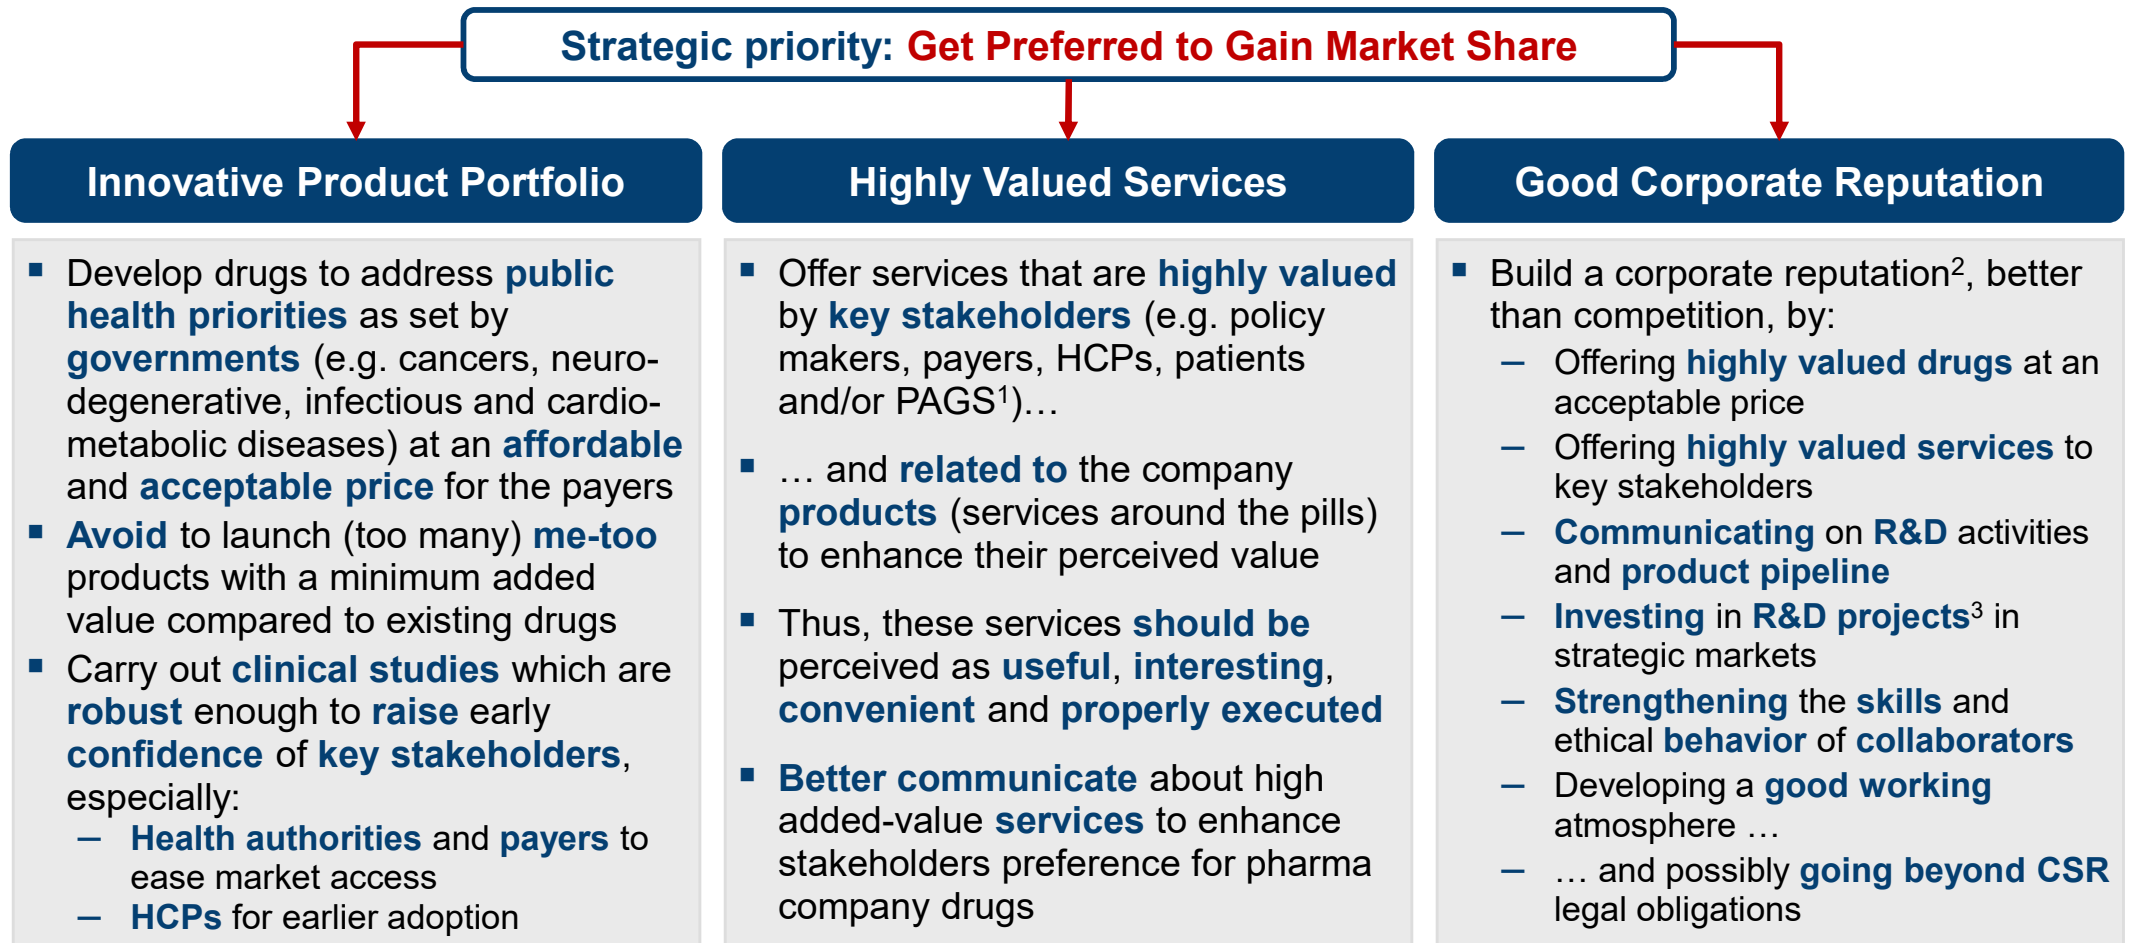 Strategic priority: Get Preferred to Gain Market Share
Innovative Product Portfolio
▪ Develop drugs to address public
health priorities as set by
governments (e.g. cancers, neuro-
degenerative, infectious and cardio-
metabolic diseases) at an affordable
and acceptable price for the payers
▪ Avoid to launch (too many) me-too
products with a minimum added
value compared to existing drugs
▪ Carry out clinical studies which are
robust enough to raise early
confidence of key stakeholders,
especially:
– Health authorities and payers to
ease market access
– HCPs for earlier adoption
Highly Valued Services
▪ Offer services that are highly valued
by key stakeholders (e.g. policy
makers, payers, HCPs, patients
and/or PAGS¹)…
▪ … and related to the company
products (services around the pills)
to enhance their perceived value
▪ Thus, these services should be
perceived as useful, interesting,
convenient and properly executed
▪ Better communicate about high
added-value services to enhance
stakeholders preference for pharma
company drugs
Good Corporate Reputation
▪ Build a corporate reputation², better
than competition, by:
– Offering highly valued drugs at an
acceptable price
– Offering highly valued services to
key stakeholders
– Communicating on R&D activities
and product pipeline
– Investing in R&D projects³ in
strategic markets
– Strengthening the skills and
ethical behavior of collaborators
– Developing a good working
atmosphere …
– … and possibly going beyond CSR
legal obligations